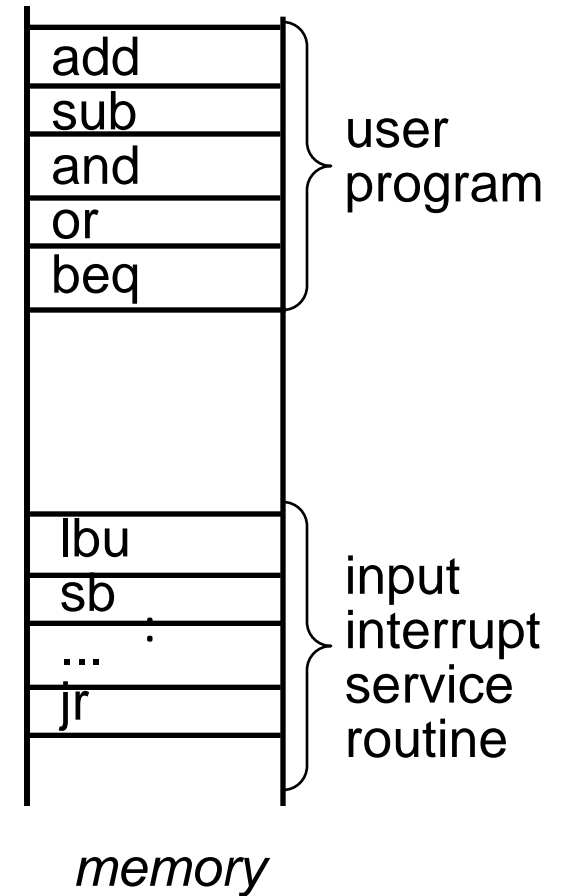 add
sub
and
or
beq
user
program
lbu
sb
:
...
jr
input
interrupt
service
routine
memory